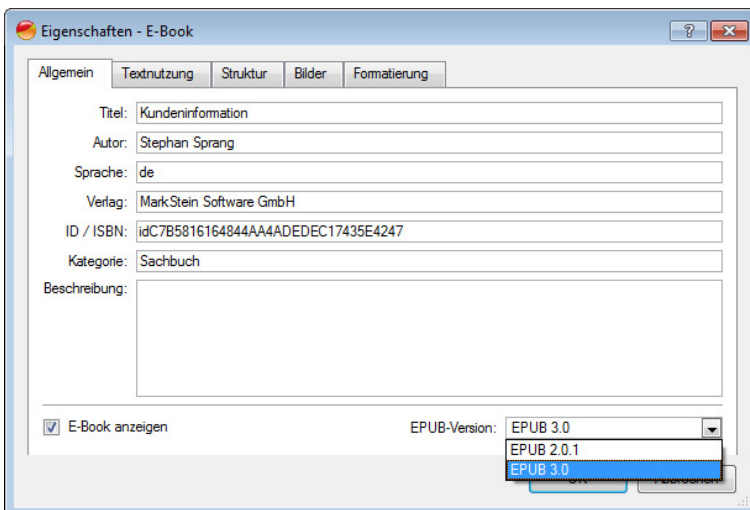 Eigenschaften - E-Book
Allgemein Textnutzung Struktur Bilder Formatierung
Titel: Kundeninformation
Autor: Stephan Sprang
Sprache: de
Verlag: MarkStein Software GmbH
ID / ISBN: idC7B5816164844AA4ADEDEC17435E4247
Kategorie: Sachbuch
Beschreibung:
E-Book anzeigen EPUB-Version: EPUB 3.0
EPUB 2.0.1
EPUB 3.0